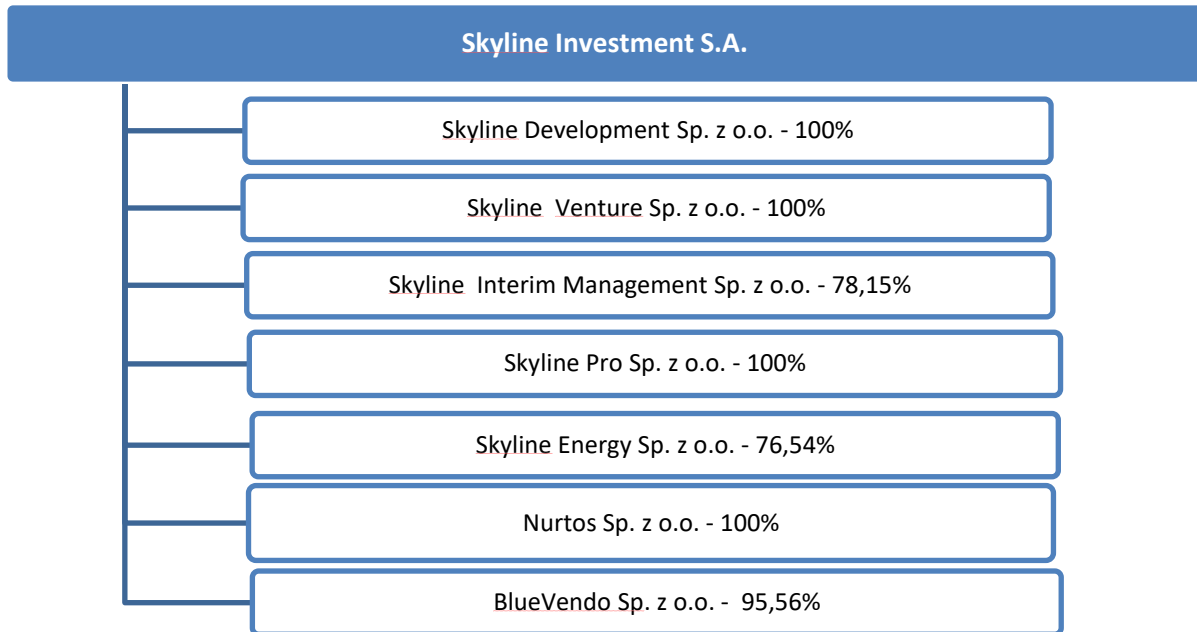 Skyline Investment S.A.
Skyline Development Sp. z o.o. - 100%
Skyline Venture Sp. z o.o. - 100%
Skyline Interim Management Sp. z o.o. - 78,15%
Skyline Pro Sp. z o.o. - 100%
Skyline Energy Sp. z o.o. - 76,54%
Nurtos Sp. z o.o. - 100%
BlueVendo Sp. z o.o. - 95,56%